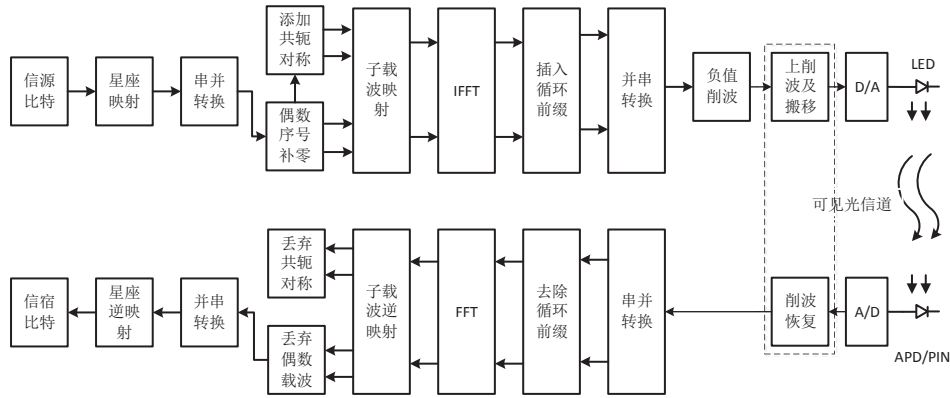 信源
比特
星座
映射
串并
转换
添加
共轭
对称
偶数
序号
补零
子载
波映
射
IFFT
插入
循环
前缀
并串
转换
负值
削波
上削
波及
搬移
D/A
LED
可见光信道
信宿
比特
星座
逆映
射
并串
转换
丢弃
共轭
对称
丢弃
偶数
载波
子载
波逆
映射
FFT
去除
循环
前缀
串并
转换
削波
恢复
A/D
APD/PIN